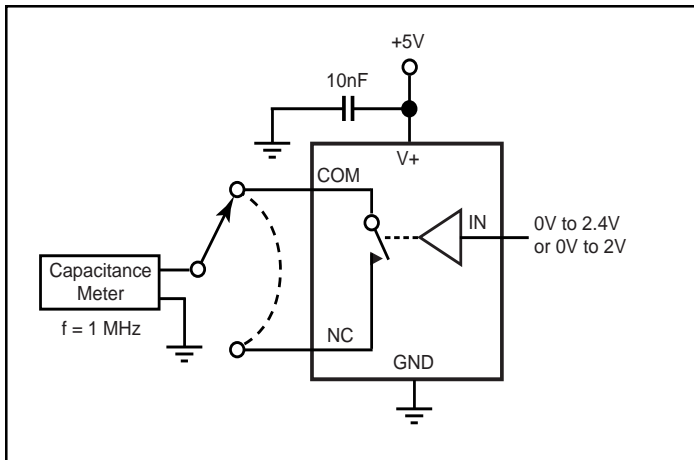 +5V
10nF
V+
COM
IN
0V to 2.4V
or 0V to 2V
Capacitance
Meter
f = 1 MHz
NC
GND